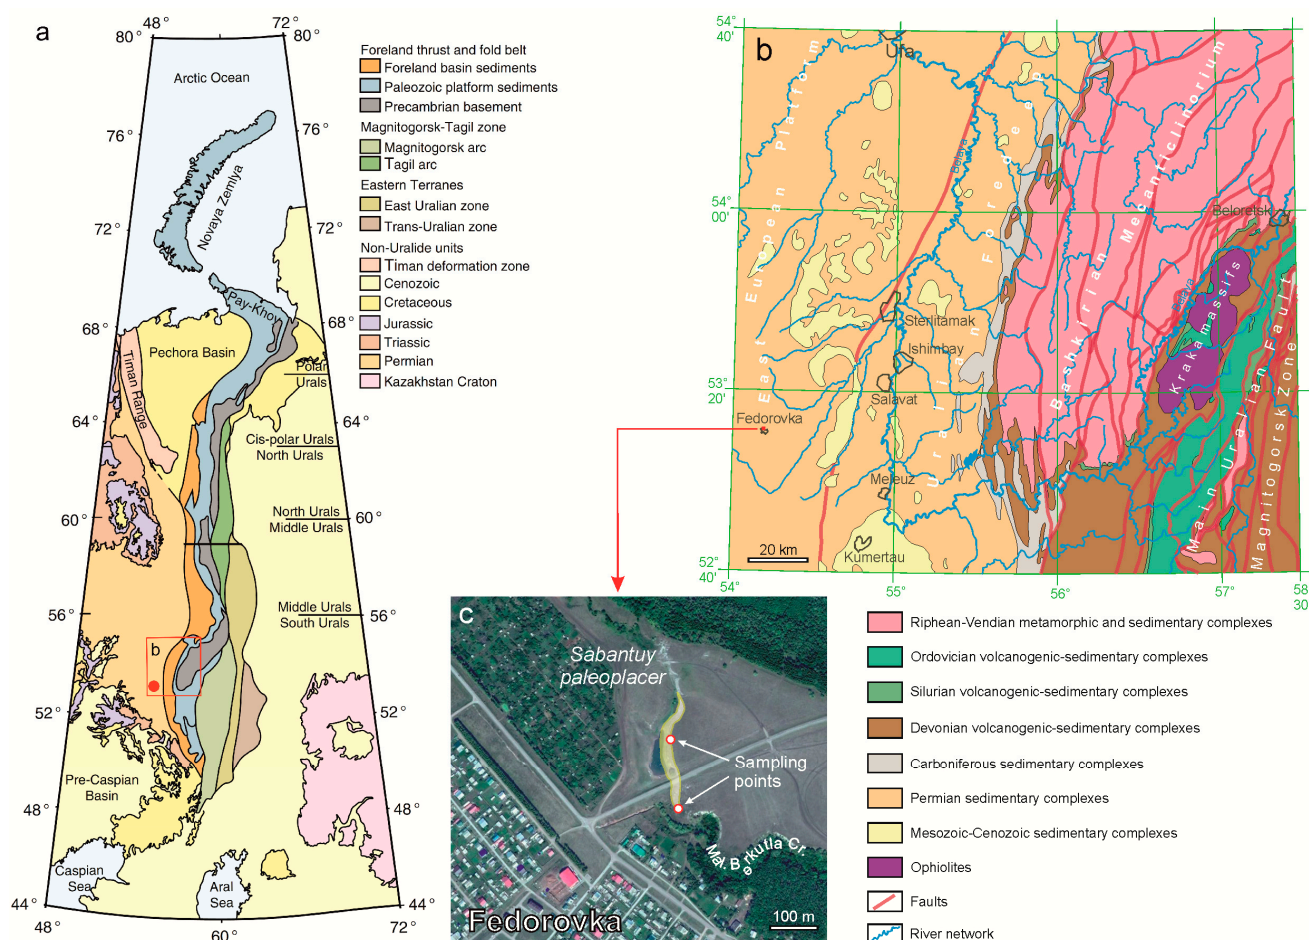 a
48°
72°
80°
80°
Arctic Ocean
76°
76°
Novaya Zemlya
72°
72°
Pay-Khoy
68°
68°
Pechora Basin
Timan Range
Polar
Urals
64°
64°
Cis-polar Urals
North Urals
North Urals
Middle Urals
60°
60°
Middle Urals
South Urals
56°
56°
b
52°
52°
Pre-Caspian
Basin
48°
48°
Caspian
Sea
Aral
Sea
44°
44°
60°
72°
Foreland thrust and fold belt
Foreland basin sediments
Paleozoic platform sediments
Precambrian basement
Magnitogorsk-Tagil zone
Magnitogorsk arc
Tagil arc
Eastern Terranes
East Uralian zone
Trans-Uralian zone
Non-Uralide units
Timan deformation zone
Cenozoic
Cretaceous
Jurassic
Triassic
Permian
Kazakhstan Craton
b
54°
40'
Ufa
East European Platform
Belaya
Uralian Foredeep
Bashkirian Meganticlinorium
54°
00'
Beloretsk
Sterlitamak
Ishimbay
Salavat
53°
20'
Fedorovka
Meleuz
Kumertau
Krakamassifs
Main Uralian Fault
Magnitogorsk Zone
20 km
52°
40'
54°
55°
56°
57°
58°
30
c
Sabantuy
paleoplacer
Sampling
points
Mal. Berkutla Cr.
Fedorovka
100 m
Riphean-Vendian metamorphic and sedimentary complexes
Ordovician volcanogenic-sedimentary complexes
Silurian volcanogenic-sedimentary complexes
Devonian volcanogenic-sedimentary complexes
Carboniferous sedimentary complexes
Permian sedimentary complexes
Mesozoic-Cenozoic sedimentary complexes
Ophiolites
Faults
River network